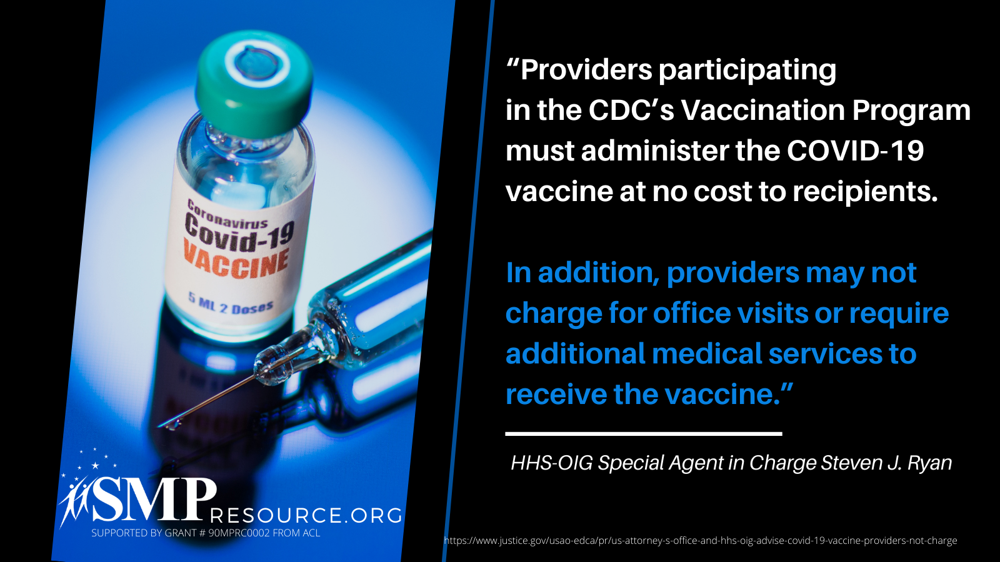 Coronavirus
Covid-19
VACCINE
5 ML 2 Doses
SMP RESOURCE.ORG
SUPPORTED BY GRANT # 90MPRC0002 FROM ACL
“Providers participating
in the CDC’s Vaccination Program
must administer the COVID-19
vaccine at no cost to recipients.
In addition, providers may not
charge for office visits or require
additional medical services to
receive the vaccine.”
HHS-OIG Special Agent in Charge Steven J. Ryan
https://www.justice.gov/usao-edca/pr/us-attorney-s-office-and-hhs-oig-advise-covid-19-vaccine-providers-not-charge